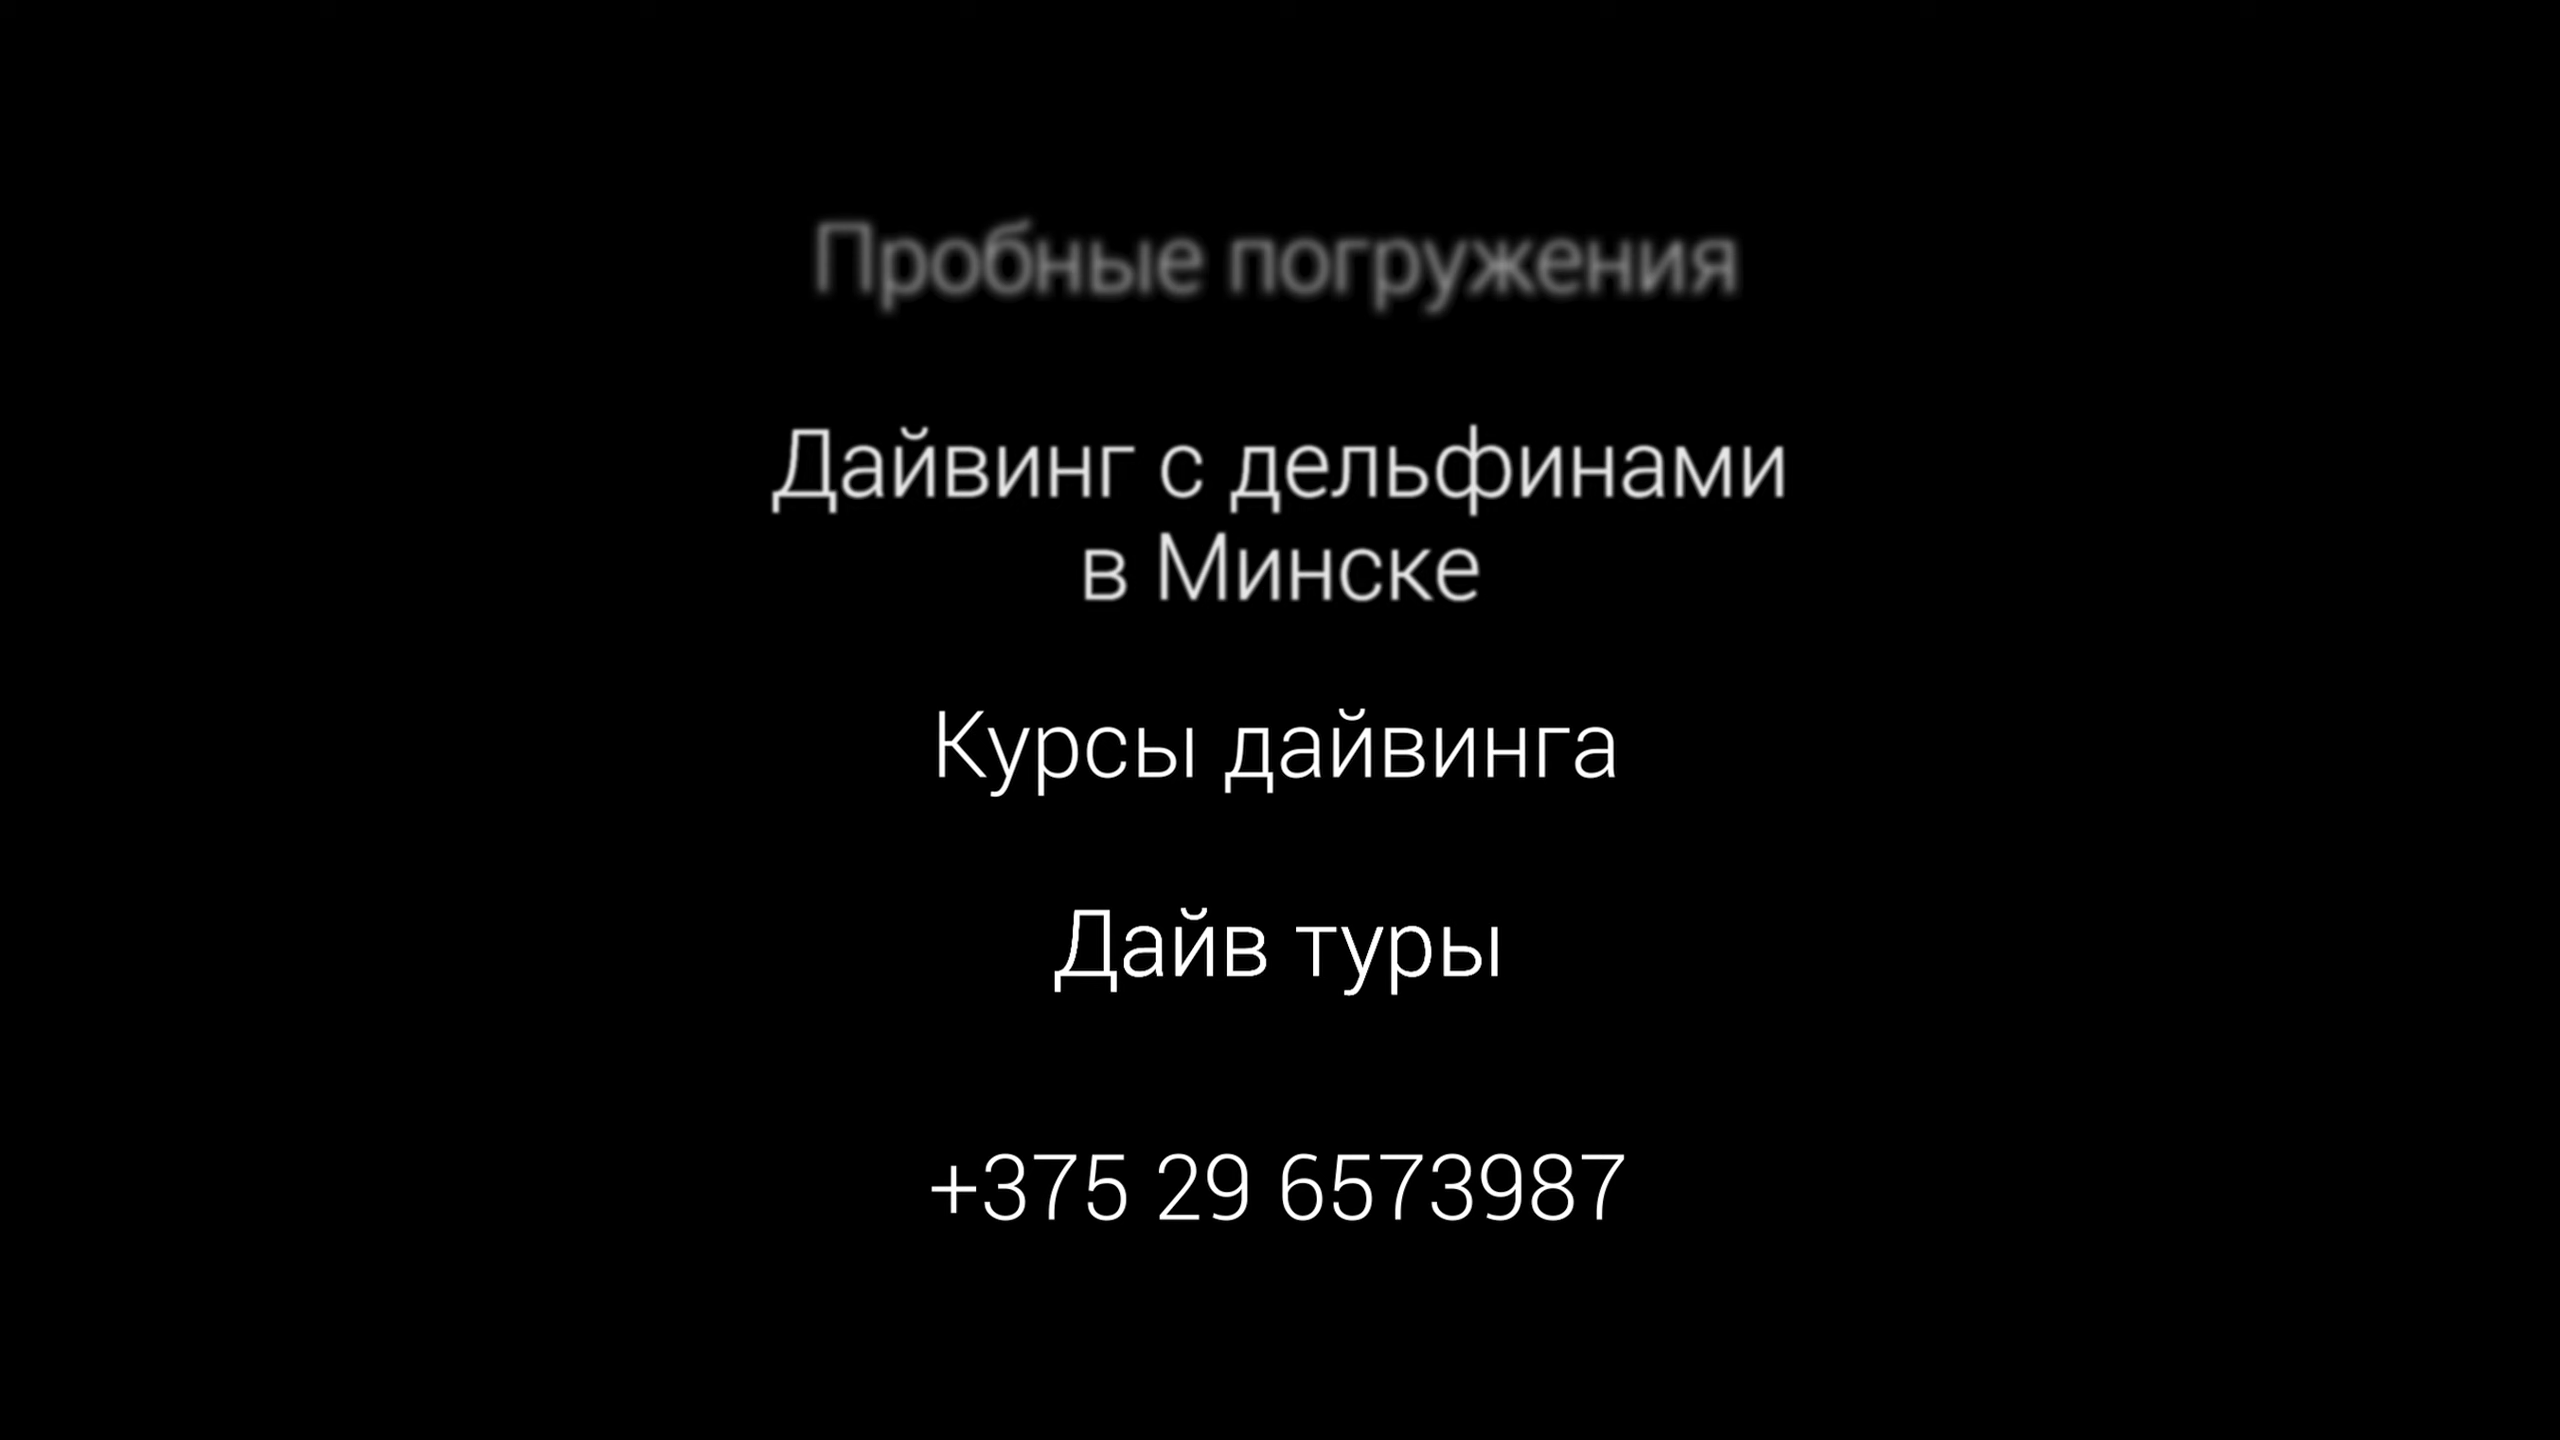 Пробные погружения
Дайвинг с дельфинами
в Минске
Курсы дайвинга
Дайв туры
+375 29 6573987